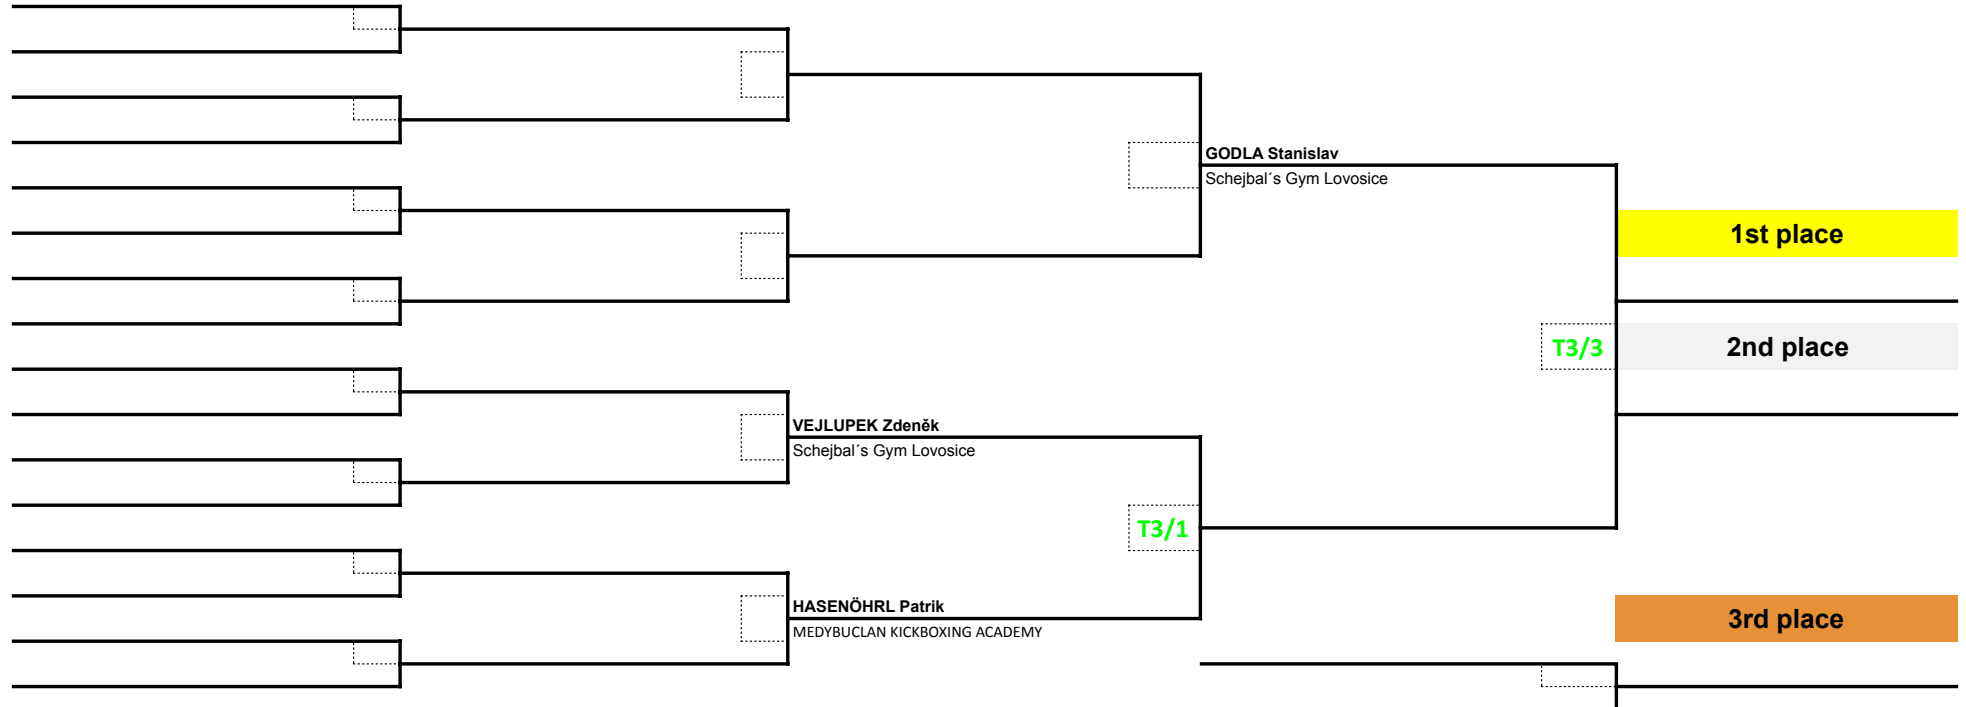 GODLA Stanislav
Schejbal´s Gym Lovosice
1st place
T3/3
2nd place
VEJLUPEK Zdeněk
Schejbal´s Gym Lovosice
T3/1
HASENÖHRL Patrik
MEDYBUCLAN KICKBOXING ACADEMY
3rd place